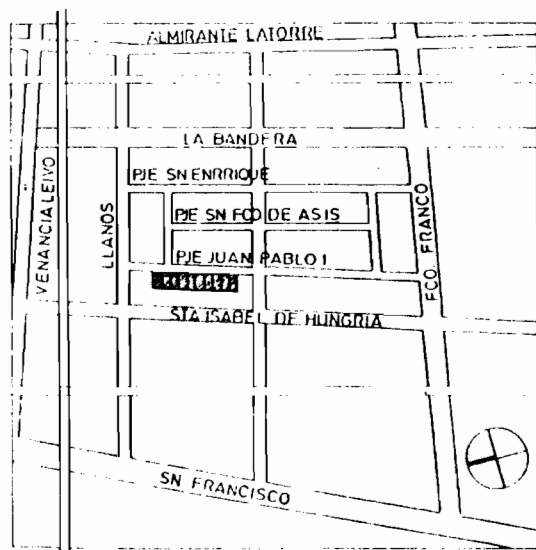 ALMIRANTE LATORRE
LA BANDERA
PJE SN ENRRIQUE
PJE SN FCO DE ASIS
PJE JUAN PABLO I
STA ISABEL DE HUNGRIA
SN FRANCISCO
VENANCIA LEIVO
LLANOS
FCO. FRANCO